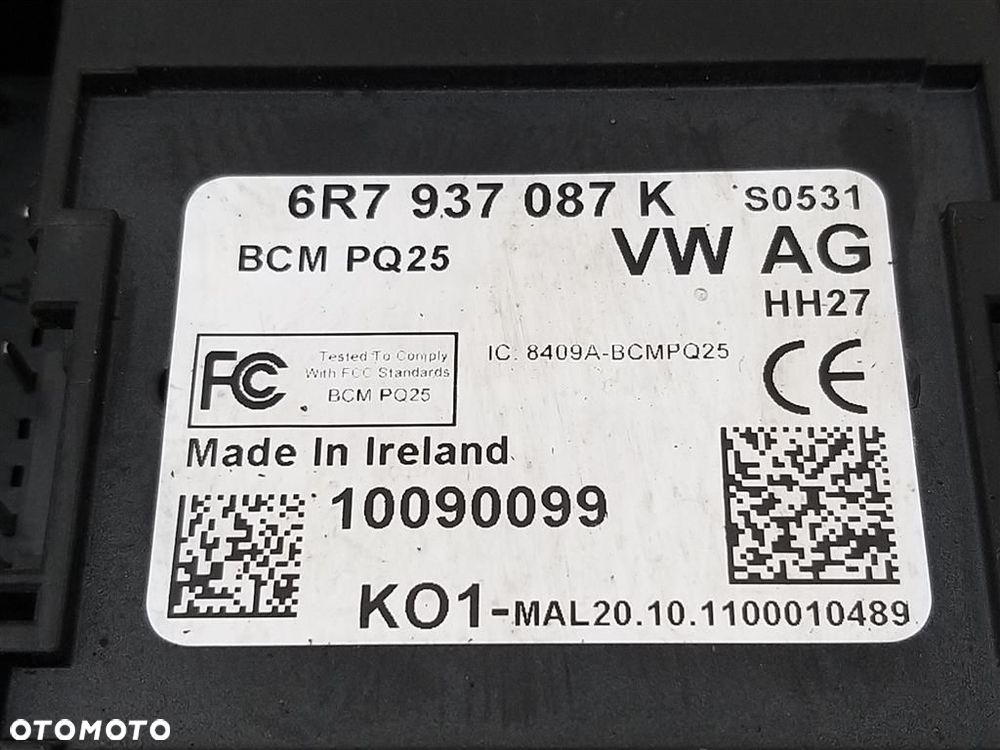 6R7 937 087 K S0531
BCM PQ25 VW AG
HH27
FC Tested To Comply
With FCC Standards
BCM PQ25
IC: 8409A-BCMPQ25
CE
Made In Ireland
10090099
KO1-MAL20.10.1100010489
OTOMOTO